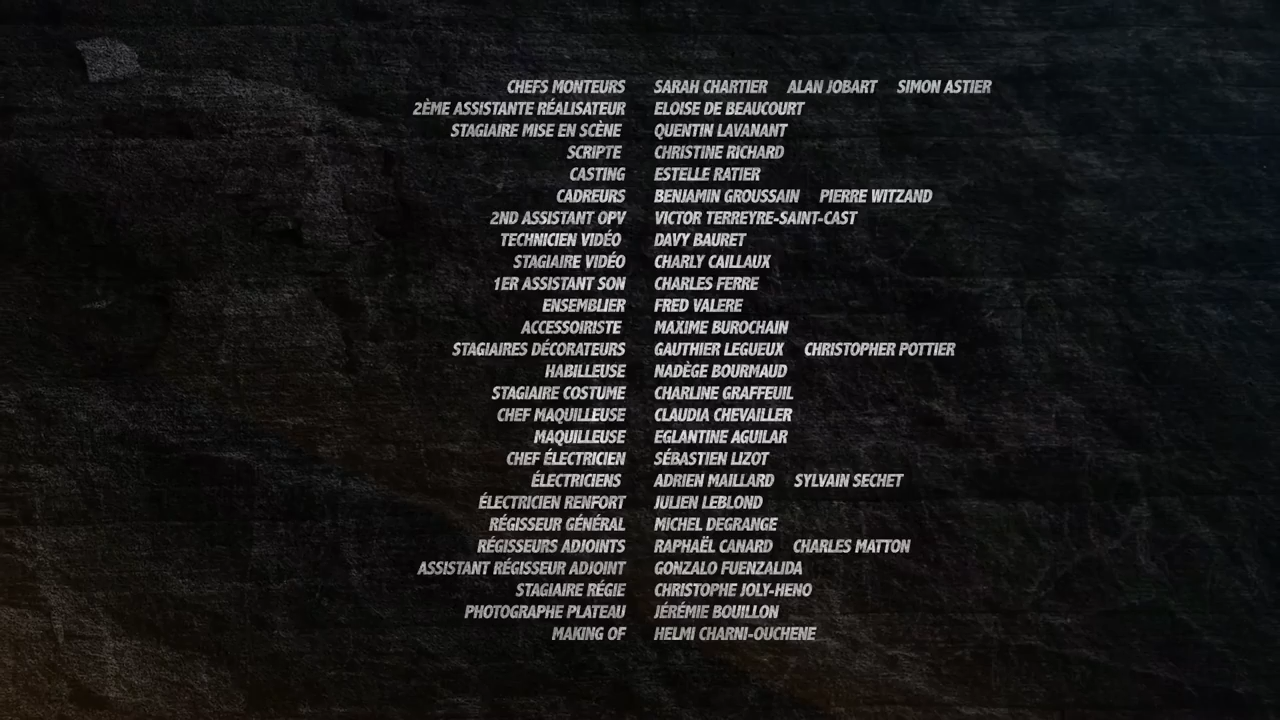 CHEFS MONTEURS SARAH CHARTIER ALAN JOBART SIMON ASTIER
2ÈME ASSISTANTE RÉALISATEUR ELOISE DE BEAUCOURT
STAGIAIRE MISE EN SCÈNE QUENTIN LAVANANT
SCRIPTE CHRISTINE RICHARD
CASTING ESTELLE RATIER
CADREURS BENJAMIN GROUSSAIN PIERRE WITZAND
2ND ASSISTANT OPV VICTOR TERREYRE-SAINT-CAST
TECHNICIEN VIDÉO DAVY BAURET
STAGIAIRE VIDÉO CHARLY CAILLAUX
1ER ASSISTANT SON CHARLES FERRE
ENSEMBLIER FRED VALERE
ACCESSOIRISTE MAXIME BUROCHAIN
STAGIAIRES DÉCORATEURS GAUTHIER LEGUEUX CHRISTOPHER POTTIER
HABILLEUSE NADÈGE BOURMAUD
STAGIAIRE COSTUME CHARLINE GRAFFEUIL
CHEF MAQUILLEUSE CLAUDIA CHEVAILLER
MAQUILLEUSE EGLANTINE AGUILAR
CHEF ÉLECTRICIEN SÉBASTIEN LIZOT
ÉLECTRICIENS ADRIEN MAILLARD SYLVAIN SECHET
ÉLECTRICIEN RENFORT JULIEN LEBLOND
RÉGISSEUR GÉNÉRAL MICHEL DEGRANGE
RÉGISSEURS ADJOINTS RAPHAËL CANARD CHARLES MATTON
ASSISTANT RÉGISSEUR ADJOINT GONZALO FUENZALIDA
STAGIAIRE RÉGIE CHRISTOPHE JOLY-HENO
PHOTOGRAPHE PLATEAU JÉRÉMIE BOUILLON
MAKING OF HELMI CHARNI-OUCHENE